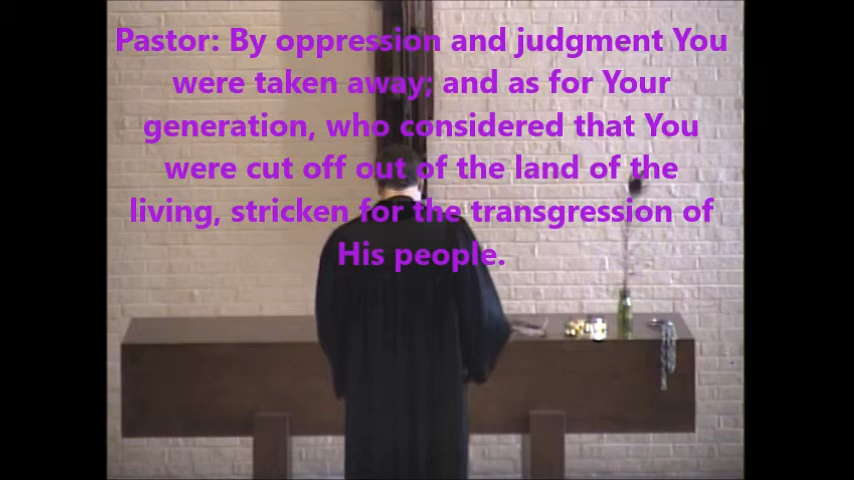 Pastor: By oppression and judgment You
were taken away; and as for Your
generation, who considered that You
were cut off out of the land of the
living, stricken for the transgression of
His people.